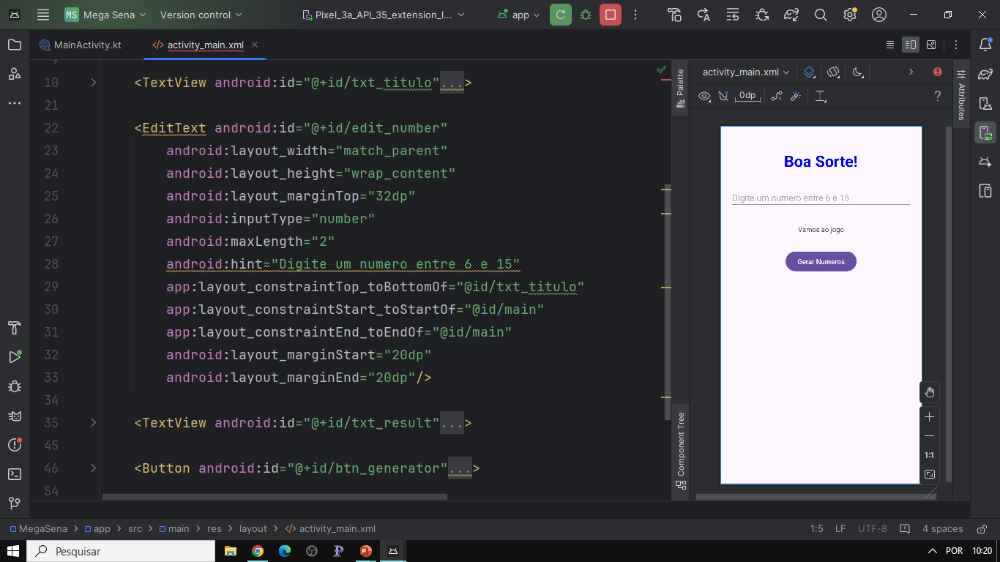 MS Mega Sena Version control Pixel_3a_API_35_extension_l... app
MainActivity.kt activity_main.xml
10 <TextView android:id="@+id/txt_titulo"...>
21
22 <EditText android:id="@+id/edit_number"
23 android:layout_width="match_parent"
24 android:layout_height="wrap_content"
25 android:layout_marginTop="32dp"
26 android:inputType="number"
27 android:maxLength="2"
28 android:hint="Digite um numero entre 6 e 15"
29 app:layout_constraintTop_toBottomOf="@id/txt_titulo"
30 app:layout_constraintStart_toStartOf="@id/main"
31 app:layout_constraintEnd_toEndOf="@id/main"
32 android:layout_marginStart="20dp"
33 android:layout_marginEnd="20dp"/>
34
35 <TextView android:id="@+id/txt_result"...>
45
46 <Button android:id="@+id/btn_generator"...>
54
Palette
Component Tree
activity_main.xml
0dp ?
Boa Sorte!
Digite um numero entre 6 e 15
Vamos ao jogo
Gerar Numeros
1:1
Attributes
MegaSena > app > src > main > res > layout > activity_main.xml 1:5 LF UTF-8 4 spaces
Pesquisar POR 10:20